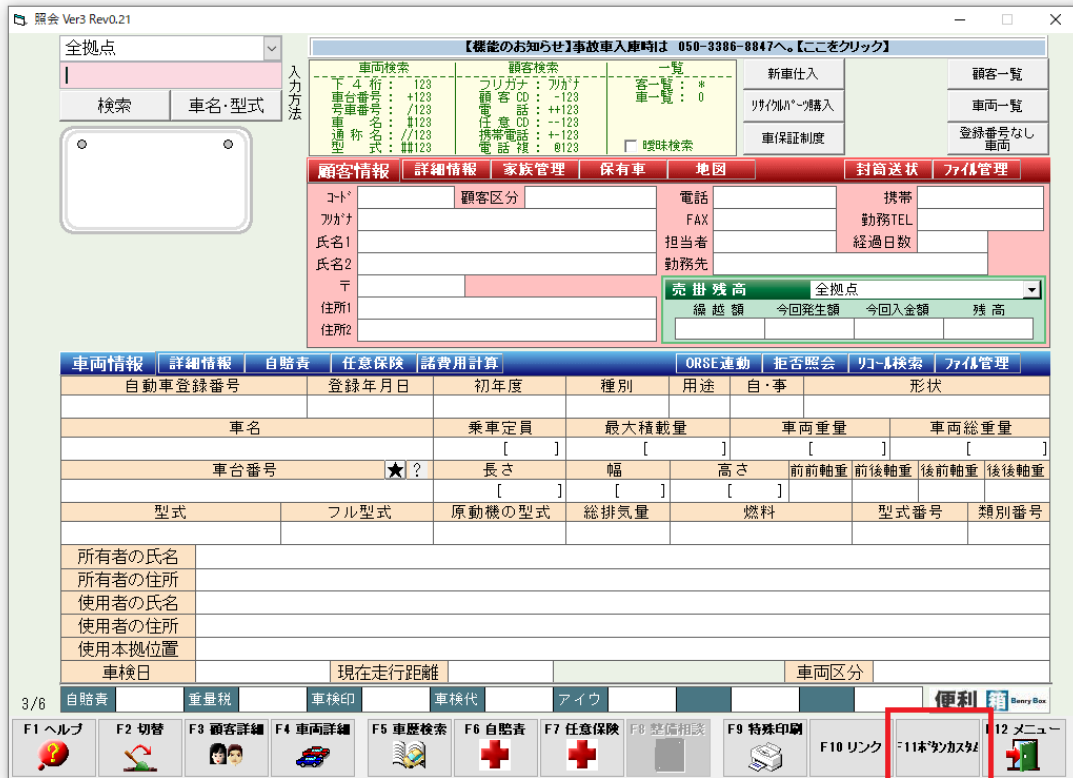 照会 Ver3 Rev0.21
全拠点
検索
車名・型式
入力方法
【機能のお知らせ】事故車入庫時は 050-3386-8847へ。【ここをクリック】
車両検索 顧客検索 一覧
下４桁： 123 フリガナ：ﾌﾘｶﾞﾅ 客一覧： *
車台番号： +123 顧客CD： -123 車一覧： 0
号車番号： /123 電話： ++123
車名： #123 任意CD： --123
通称名： //123 携帯電話： +-123
型式： ##123 電話複： @123 曖昧検索
新車仕入 顧客一覧
ﾘｻｲｸﾙﾊﾟｰﾂ購入 車両一覧
車保証制度 登録番号なし
車両
顧客情報 詳細情報 家族管理 保有車 地図 封筒送状 ﾌｧｲﾙ管理
ｺｰﾄﾞ 顧客区分 電話 携帯
ﾌﾘｶﾞﾅ FAX 勤務TEL
氏名1 担当者 経過日数
氏名2 勤務先
〒 売掛残高 全拠点
住所1 繰越額 今回発生額 今回入金額 残高
住所2
車両情報 詳細情報 自賠責 任意保険 諸費用計算 ORSE連動 拒否照会 ﾘｺｰﾙ検索 ﾌｧｲﾙ管理
自動車登録番号 登録年月日 初年度 種別 用途 自・事 形状
車名 乗車定員 最大積載量 車両重量 車両総重量
[ ] ] [ ] [ ]
車台番号 ★ ? 長さ 幅 高さ 前前軸重 前後軸重 後前軸重 後後軸重
[ ] [ ] [ ]
型式 フル型式 原動機の型式 総排気量 燃料 型式番号 類別番号
所有者の氏名
所有者の住所
使用者の氏名
使用者の住所
使用本拠位置
車検日 現在走行距離 車両区分
3/6 自賠責 重量税 車検印 車検代 アイウ 便利 箱 Benry Box
F1 ヘルプ F2 切替 F3 顧客詳細 F4 車両詳細 F5 車歴検索 F6 自賠責 F7 任意保険 F8 整備相談 F9 特殊印刷 F10 リンク F11ﾎﾞﾀﾝｶｽﾀﾑ F12 メニュー